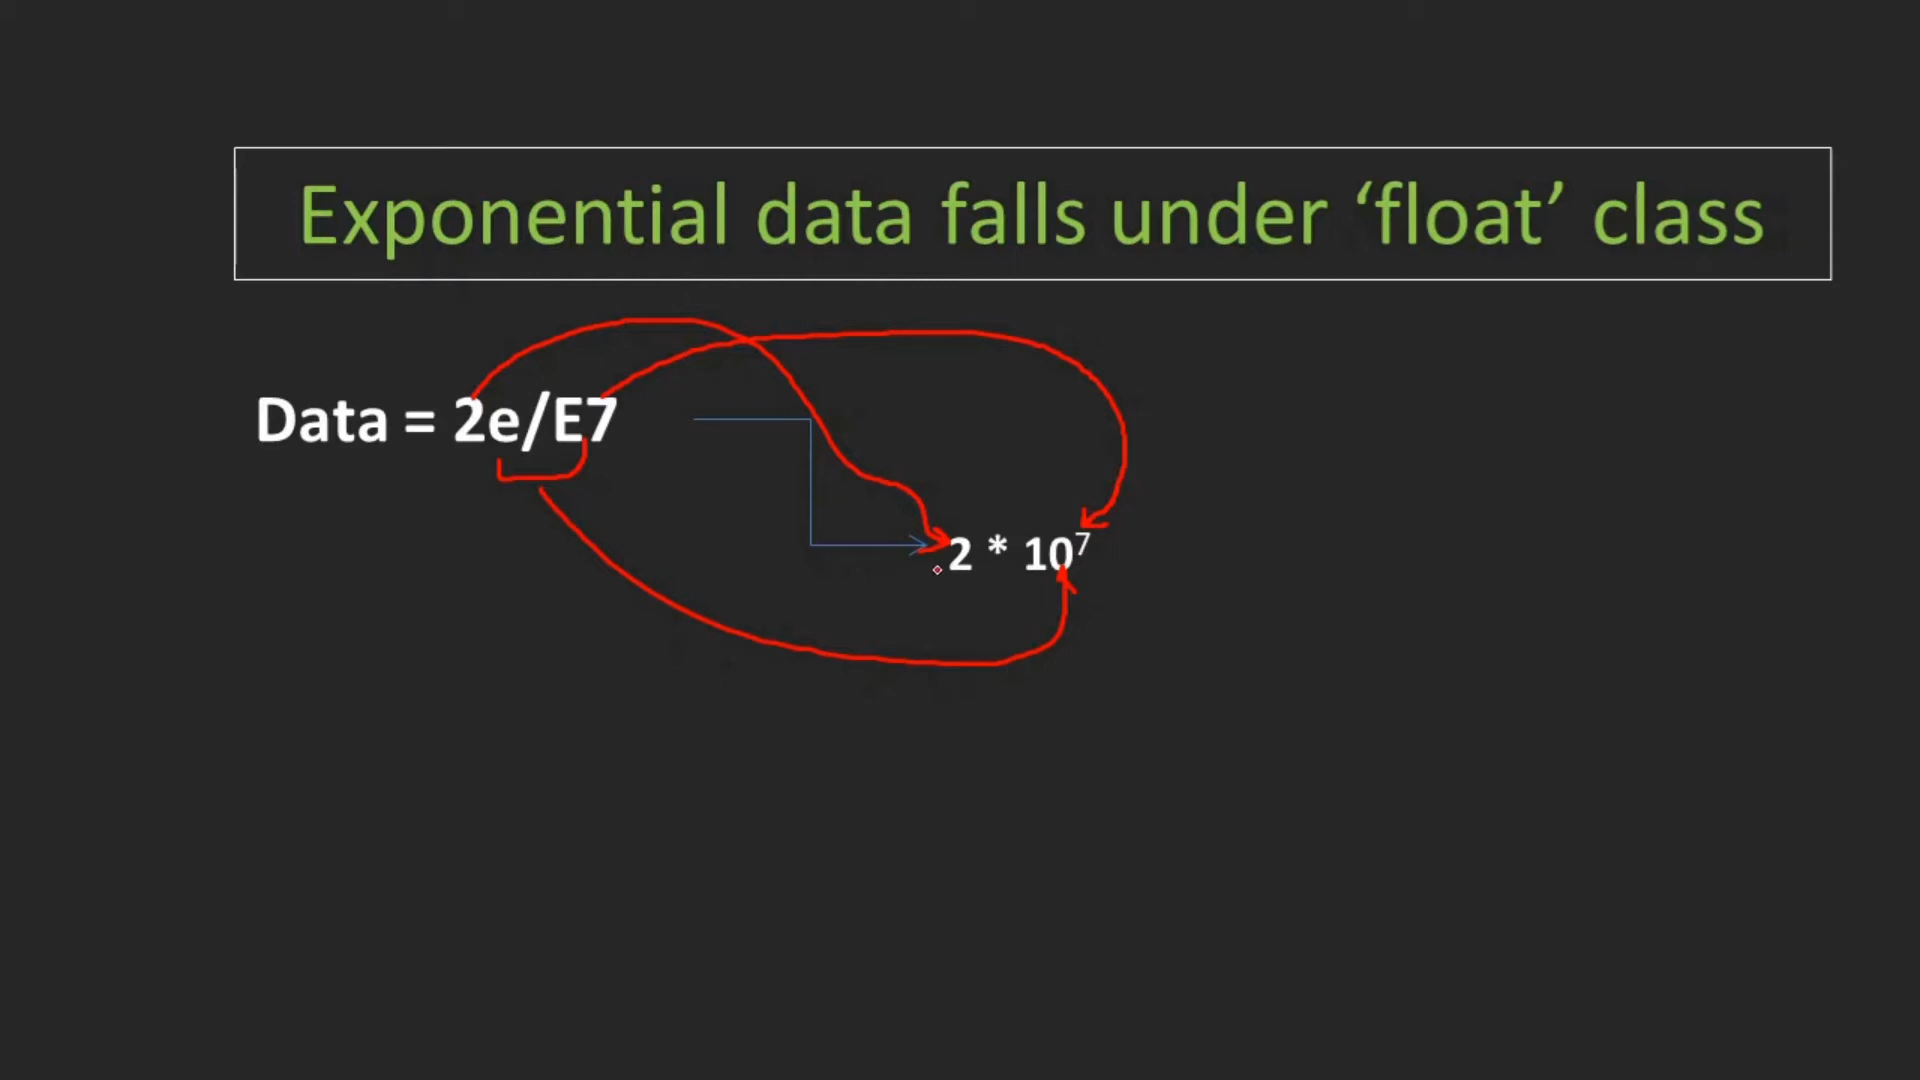 Exponential data falls under ‘float’ class
Data = 2e/E7
2 * 10⁷